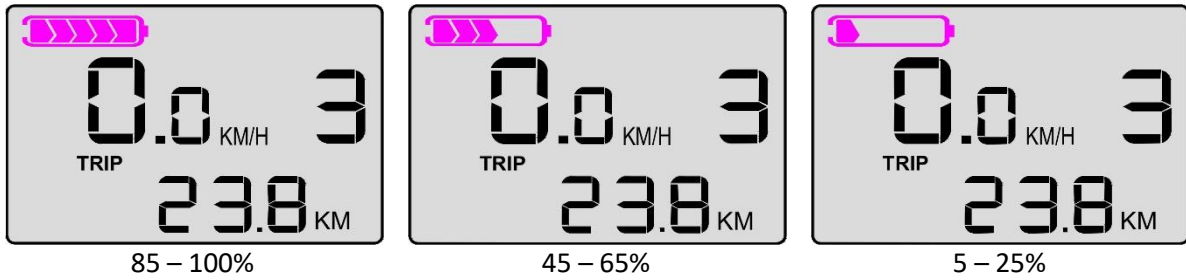 0.0 KM/H 3
TRIP
23.8 KM
85 – 100%
0.0 KM/H 3
TRIP
23.8 KM
45 – 65%
0.0 KM/H 3
TRIP
23.8 KM
5 – 25%